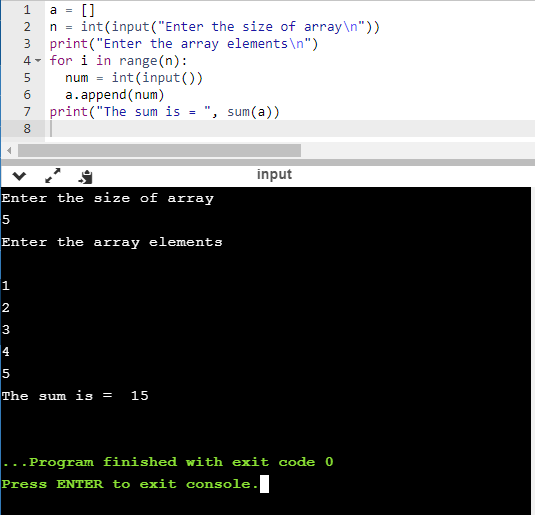 1 a = []
2 n = int(input("Enter the size of array\n"))
3 print("Enter the array elements\n")
4 for i in range(n):
5   num = int(input())
6   a.append(num)
7 print("The sum is = ", sum(a))
8
input
Enter the size of array
5
Enter the array elements
1
2
3
4
5
The sum is =  15
...Program finished with exit code 0
Press ENTER to exit console.